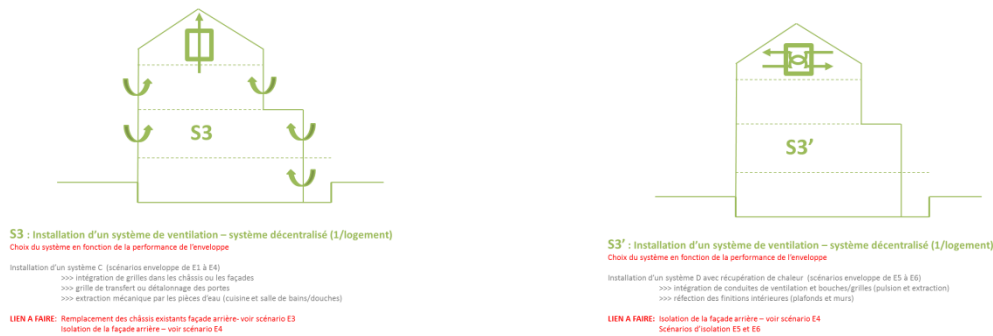 S3
S3 : Installation d'un système de ventilation – système décentralisé (1/logement)
Choix du système en fonction de la performance de l'enveloppe
Installation d'un système C (scénarios enveloppe de E1 à E4)
>>> intégration de grilles dans les châssis ou les façades
>>> grille de transfert ou détalonnage des portes
>>> extraction mécanique par les pièces d'eau (cuisine et salle de bains/douches)
LIEN A FAIRE: Remplacement des châssis existants façade arrière- voir scénario E3
Isolation de la façade arrière – voir scénario E4
S3'
S3' : Installation d'un système de ventilation – système décentralisé (1/logement)
Choix du système en fonction de la performance de l'enveloppe
Installation d'un système D avec récupération de chaleur (scénarios enveloppe de E5 à E6)
>>> intégration de conduites de ventilation et bouches/grilles (pulsion et extraction)
>>> réfection des finitions intérieures (plafonds et murs)
LIEN A FAIRE: Isolation de la façade arrière – voir scénario E4
Scénarios d'isolation E5 et E6